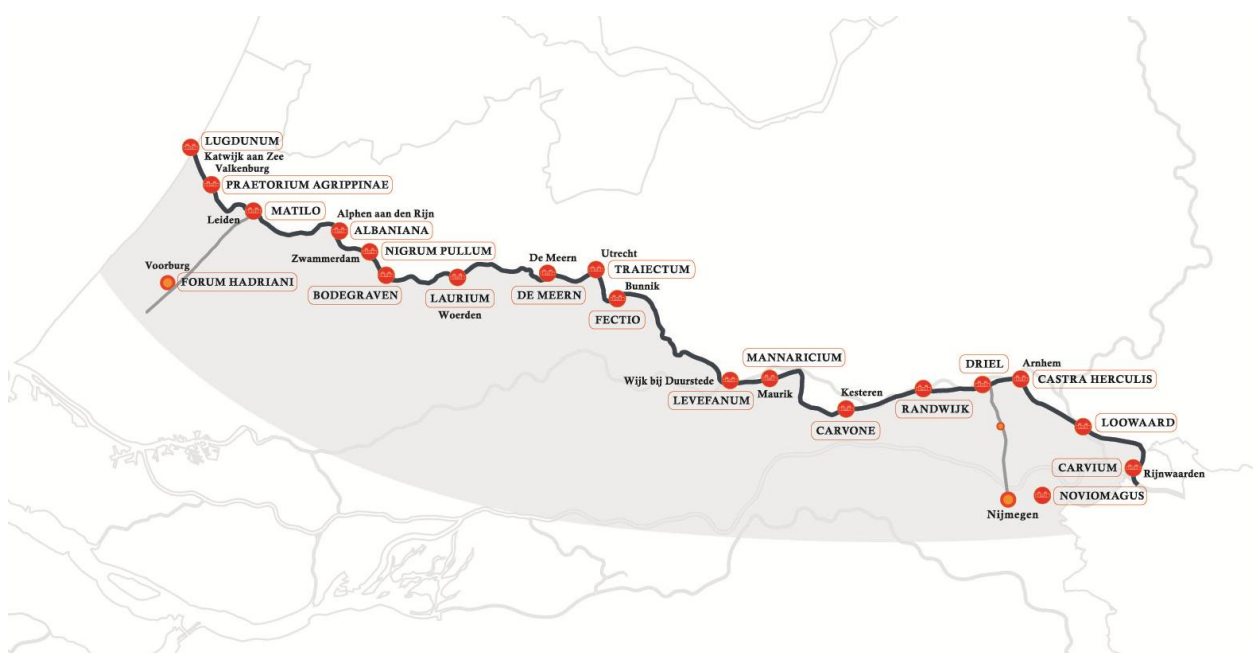 LUGDUNUM
Katwijk aan Zee
Valkenburg
PRAETORIUM AGRIPPINAE
Leiden
MATILO
Alphen aan den Rijn
ALBANIANA
Zwammerdam
NIGRUM PULLUM
Voorburg
FORUM HADRIANI
BODEGRAVEN
LAURIUM
Woerden
De Meern
DE MEERN
Utrecht
TRAIECTUM
Bunnik
FECTIO
Wijk bij Duurstede
LEVEFANUM
MANNARICIUM
Maurik
Kesteren
CARVONE
RANDWIJK
DRIEL
Arnhem
CASTRA HERCULIS
LOOWAARD
CARVIUM
Rijnwaarden
NOVIOMAGUS
Nijmegen